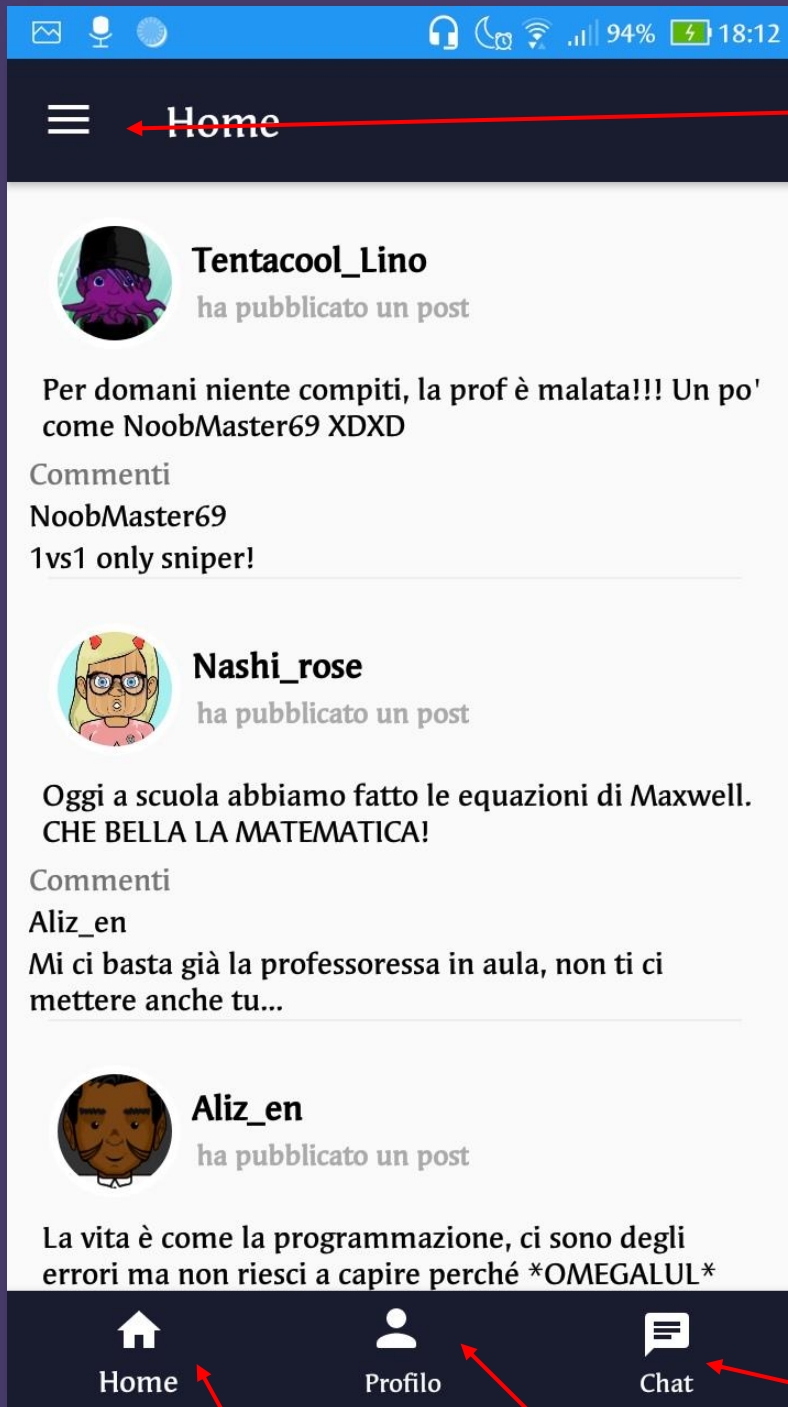 94% 18:12
Home
Tentacool_Lino
ha pubblicato un post
Per domani niente compiti, la prof è malata!!! Un po'
come NoobMaster69 XDXD
Commenti
NoobMaster69
1vs1 only sniper!
Nashi_rose
ha pubblicato un post
Oggi a scuola abbiamo fatto le equazioni di Maxwell.
CHE BELLA LA MATEMATICA!
Commenti
Aliz_en
Mi ci basta già la professoressa in aula, non ti ci
mettere anche tu...
Aliz_en
ha pubblicato un post
La vita è come la programmazione, ci sono degli
errori ma non riesci a capire perché *OMEGALUL*
Home Profilo Chat